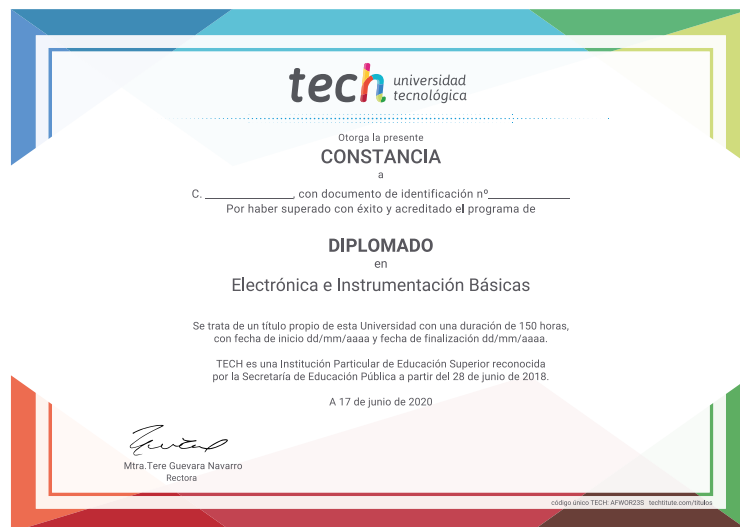 tech universidad
tecnológica
Otorga la presente
CONSTANCIA
a
C. ______________, con documento de identificación nº_____________
Por haber superado con éxito y acreditado el programa de
DIPLOMADO
en
Electrónica e Instrumentación Básicas
Se trata de un título propio de esta Universidad con una duración de 150 horas,
con fecha de inicio dd/mm/aaaa y fecha de finalización dd/mm/aaaa.
TECH es una Institución Particular de Educación Superior reconocida
por la Secretaría de Educación Pública a partir del 28 de junio de 2018.
A 17 de junio de 2020
Mtra.Tere Guevara Navarro
Rectora
código único TECH: AFWOR23S techtitute.com/titulos